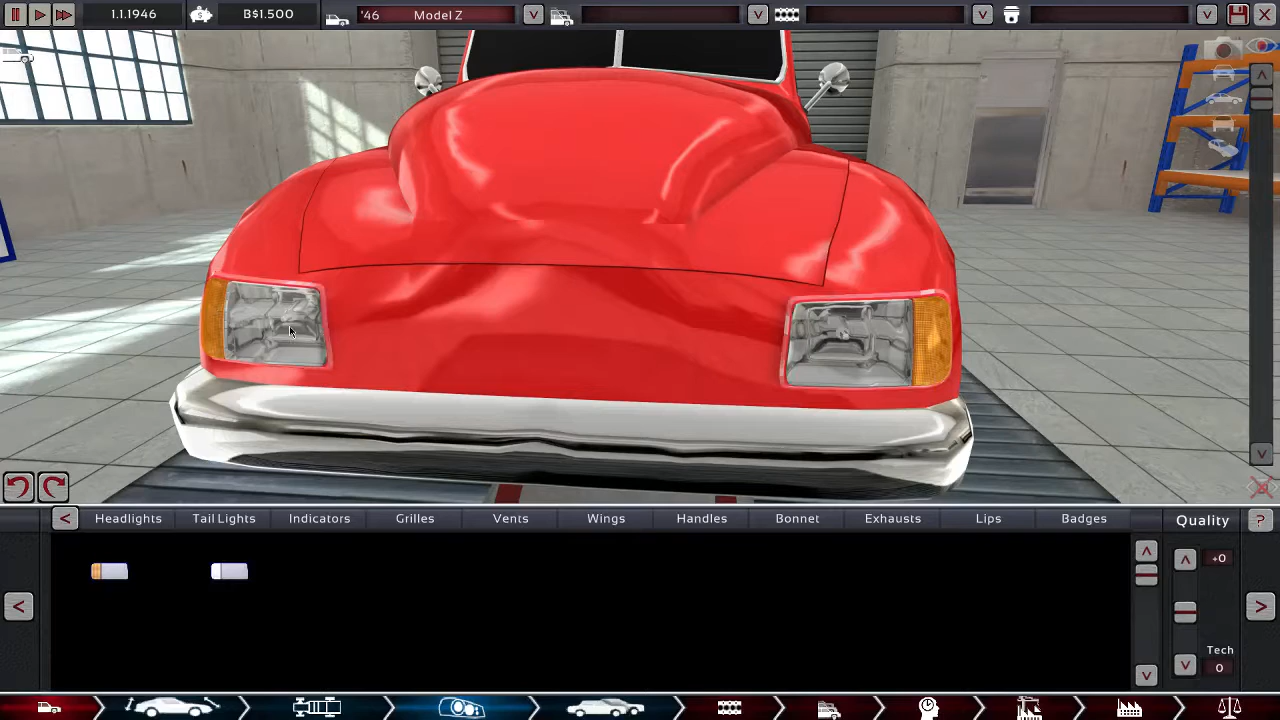 1.1.1946
B$1.500
'46
Model Z
Headlights
Tail Lights
Indicators
Grilles
Vents
Wings
Handles
Bonnet
Exhausts
Lips
Badges
Quality
?
+0
Tech
0